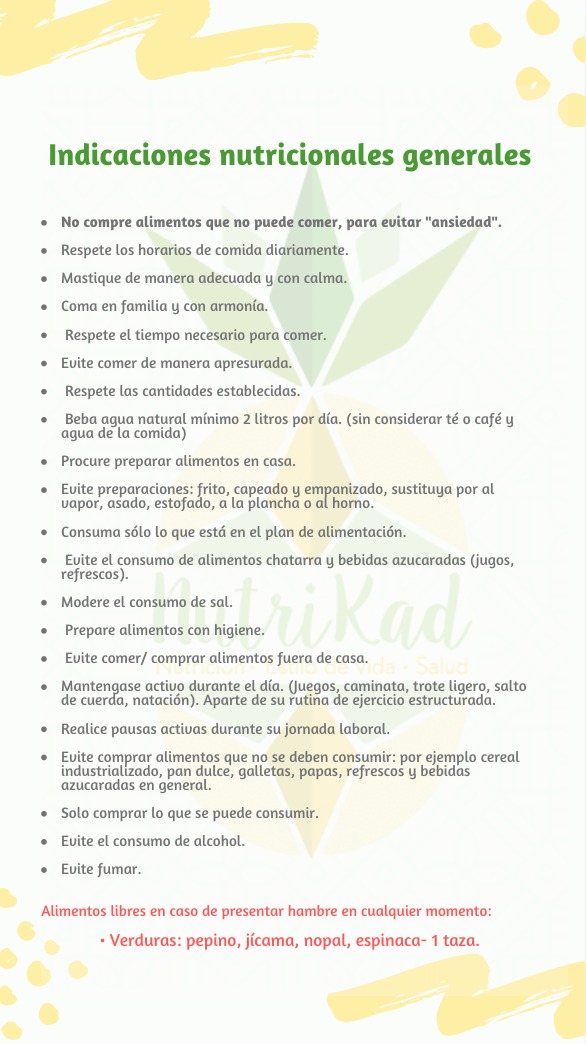 Indicaciones nutricionales generales
• No compre alimentos que no puede comer, para evitar "ansiedad".
• Respete los horarios de comida diariamente.
• Mastique de manera adecuada y con calma.
• Coma en familia y con armonía.
• Respete el tiempo necesario para comer.
• Evite comer de manera apresurada.
• Respete las cantidades establecidas.
• Beba agua natural mínimo 2 litros por día. (sin considerar té o café y
agua de la comida)
• Procure preparar alimentos en casa.
• Evite preparaciones: frito, capeado y empanizado, sustituya por al
vapor, asado, estofado, a la plancha o al horno.
• Consuma sólo lo que está en el plan de alimentación.
• Evite el consumo de alimentos chatarra y bebidas azucaradas (jugos,
refrescos).
• Modere el consumo de sal.
NutriKad
• Prepare alimentos con higiene.
• Evite comer/ comprar alimentos fuera de casa.
Nutrición • Estilo de vida • Salud
• Mantengase activo durante el día. (Juegos, caminata, trote ligero, salto
de cuerda, natación). Aparte de su rutina de ejercicio estructurada.
• Realice pausas activas durante su jornada laboral.
• Evite comprar alimentos que no se deben consumir: por ejemplo cereal
industrializado, pan dulce, galletas, papas, refrescos y bebidas
azucaradas en general.
• Solo comprar lo que se puede consumir.
• Evite el consumo de alcohol.
• Evite fumar.
Alimentos libres en caso de presentar hambre en cualquier momento:
• Verduras: pepino, jícama, nopal, espinaca- 1 taza.